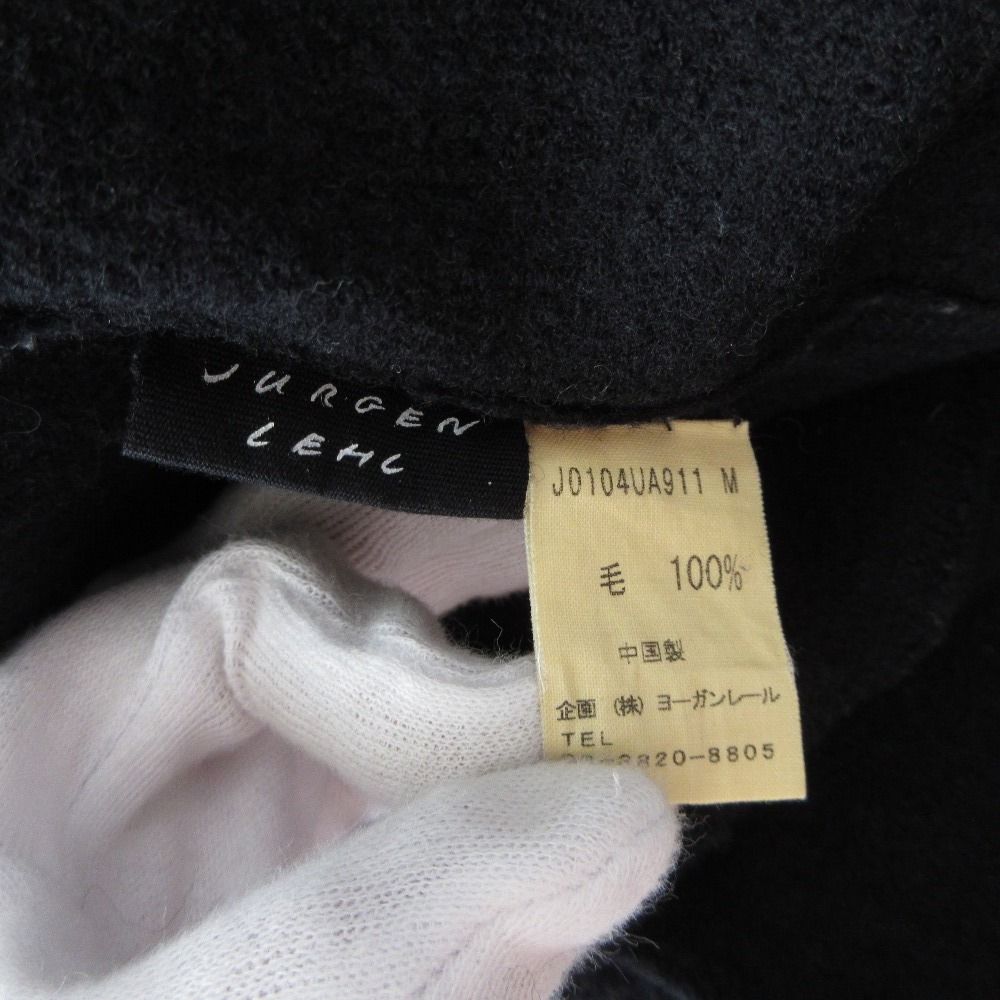 JURGEN
LEHL
J0104UA911 M
毛 100%
中国製
企画 (株) ヨーガンレール
TEL
-8805